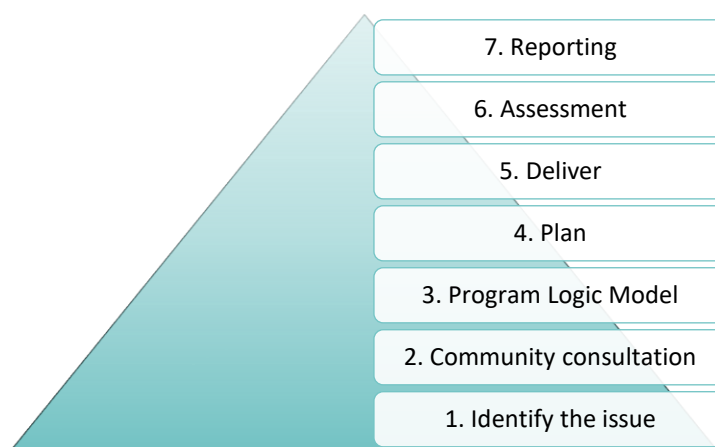 7. Reporting
6. Assessment
5. Deliver
4. Plan
3. Program Logic Model
2. Community consultation
1. Identify the issue